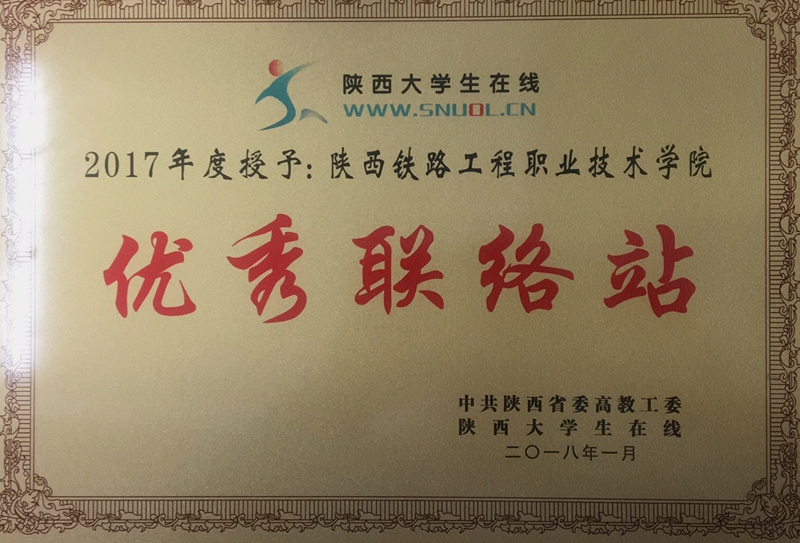 陕西大学生在线
WWW.SNUOL.CN
2017年度授予：陕西铁路工程职业技术学院
优秀联络站
中共陕西省委高教工委
陕西大学生在线
二〇一八年一月